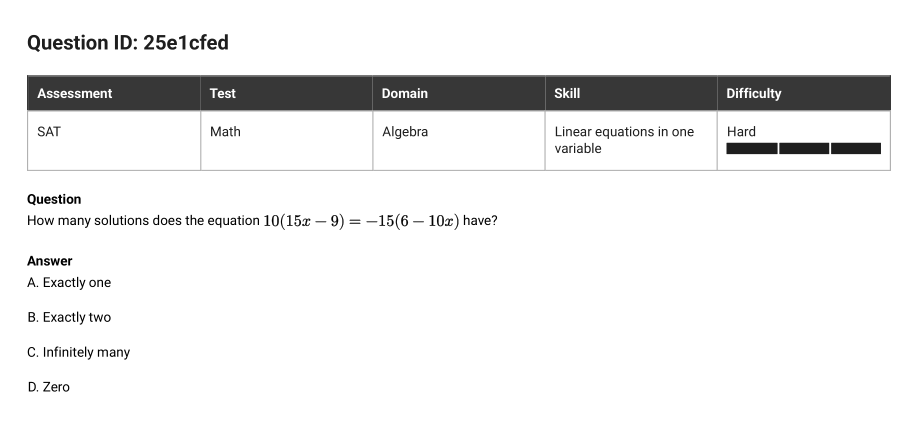 Question ID: 25e1cfed
Assessment Test Domain Skill Difficulty
SAT Math Algebra Linear equations in one variable Hard
Question
How many solutions does the equation 10(15x − 9) = −15(6 − 10x) have?
Answer
A. Exactly one
B. Exactly two
C. Infinitely many
D. Zero